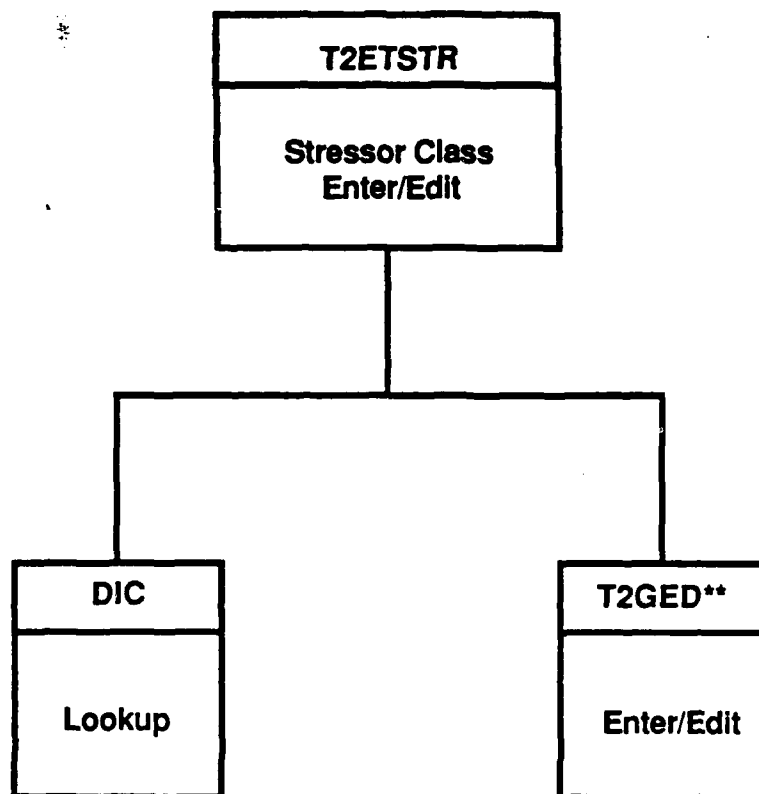 T2ETSTR
Stressor Class
Enter/Edit
DIC
Lookup
T2GED**
Enter/Edit